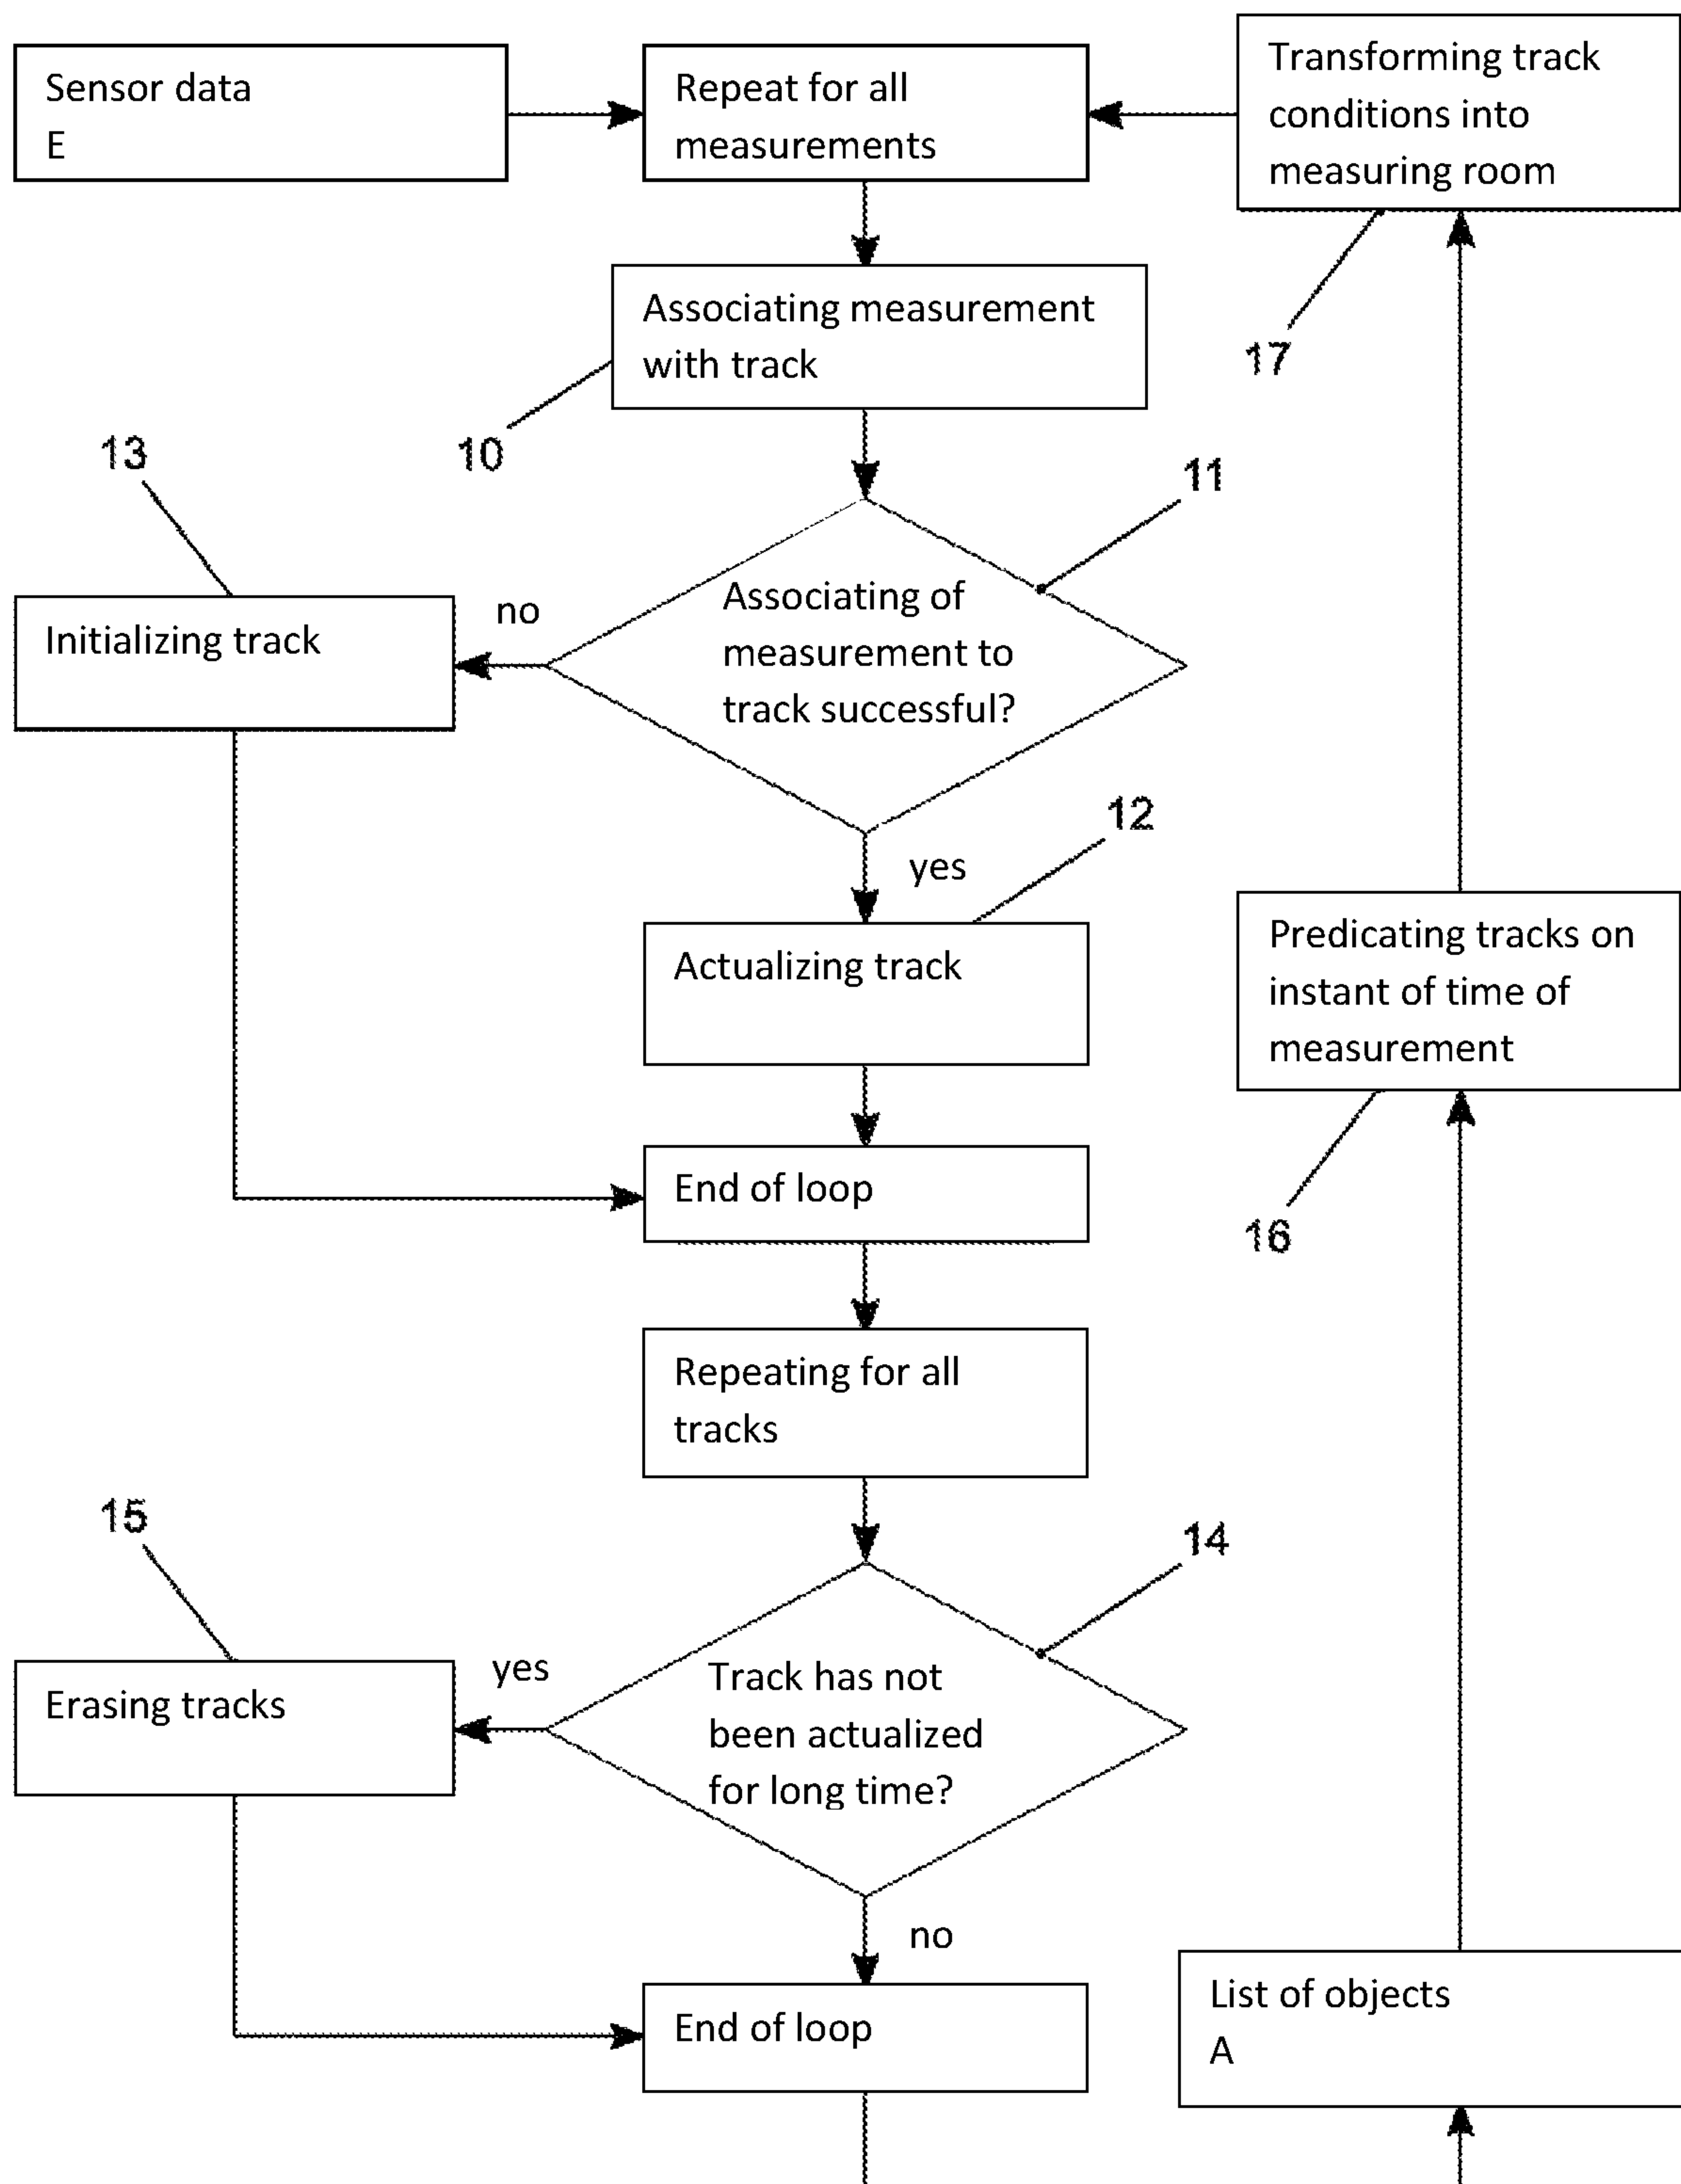 Sensor data
E
Repeat for all
measurements
Transforming track
conditions into
measuring room
17
Associating measurement
with track
10
13
11
Initializing track
no
Associating of
measurement to
track successful?
12
yes
Actualizing track
Predicating tracks on
instant of time of
measurement
16
End of loop
Repeating for all
tracks
15
14
Erasing tracks
yes
Track has not
been actualized
for long time?
no
End of loop
List of objects
A